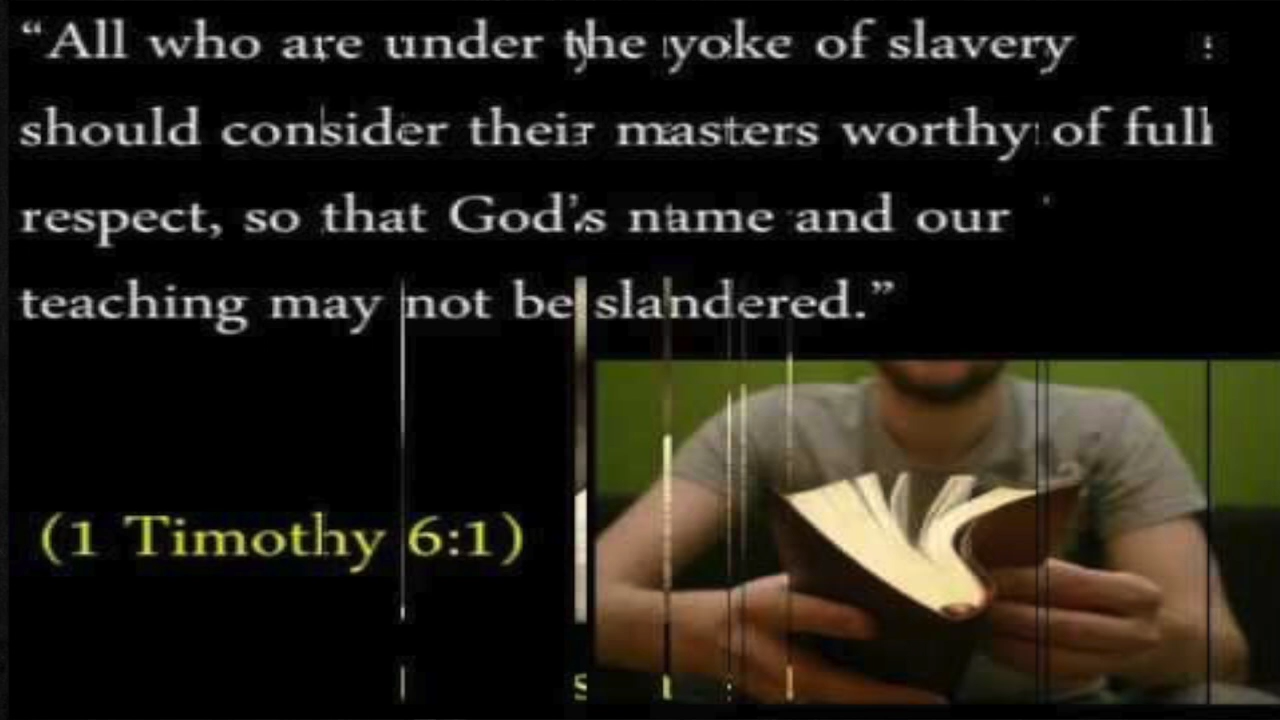 “All who are under the yoke of slavery
should consider their masters worthy of full
respect, so that God’s name and our
teaching may not be slandered.”
(1 Timothy 6:1)